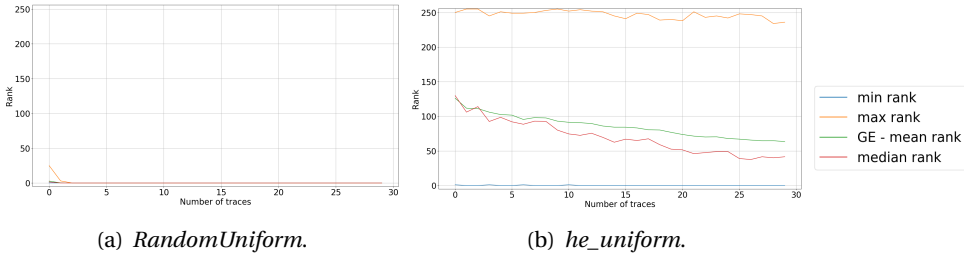 250
200
150
100
50
0
Rank
0 5 10 15 20 25 30
Number of traces
(a) RandomUniform.
250
200
150
100
50
0
Rank
0 5 10 15 20 25 30
Number of traces
(b) he_uniform.
min rank
max rank
GE - mean rank
median rank